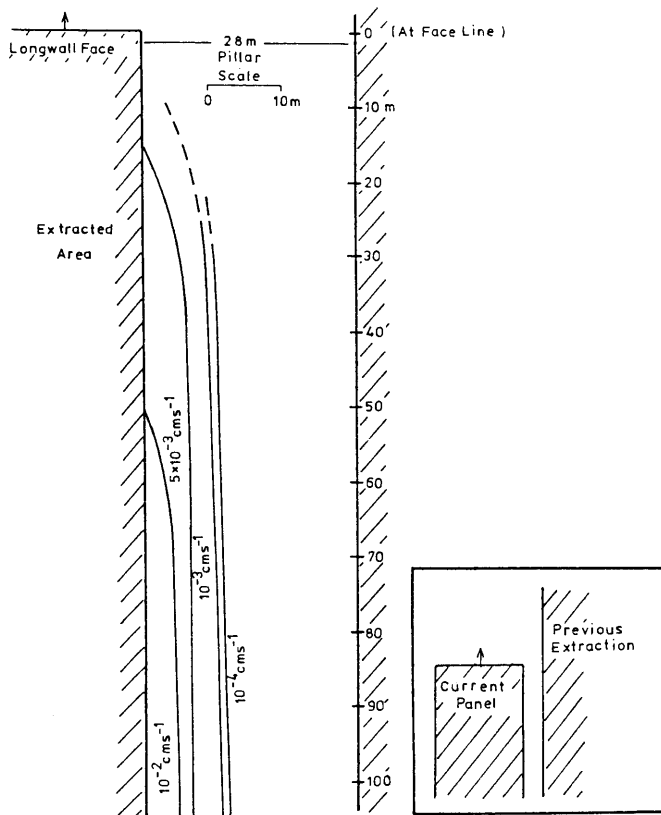 Longwall Face
28m
Pillar
Scale
0 10m
0 (At Face Line)
10 m
20
30
40
50
60
70
80
90
100
Extracted
Area
5×10⁻³cms⁻¹
10⁻³cms⁻¹
10⁻⁴cms⁻¹
10⁻²cms⁻¹
Previous
Extraction
Current
Panel